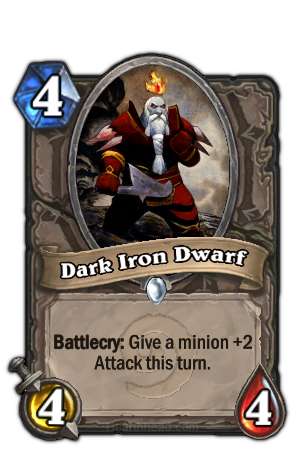 4
Dark Iron Dwarf
Battlecry: Give a minion +2
Attack this turn.
4
4